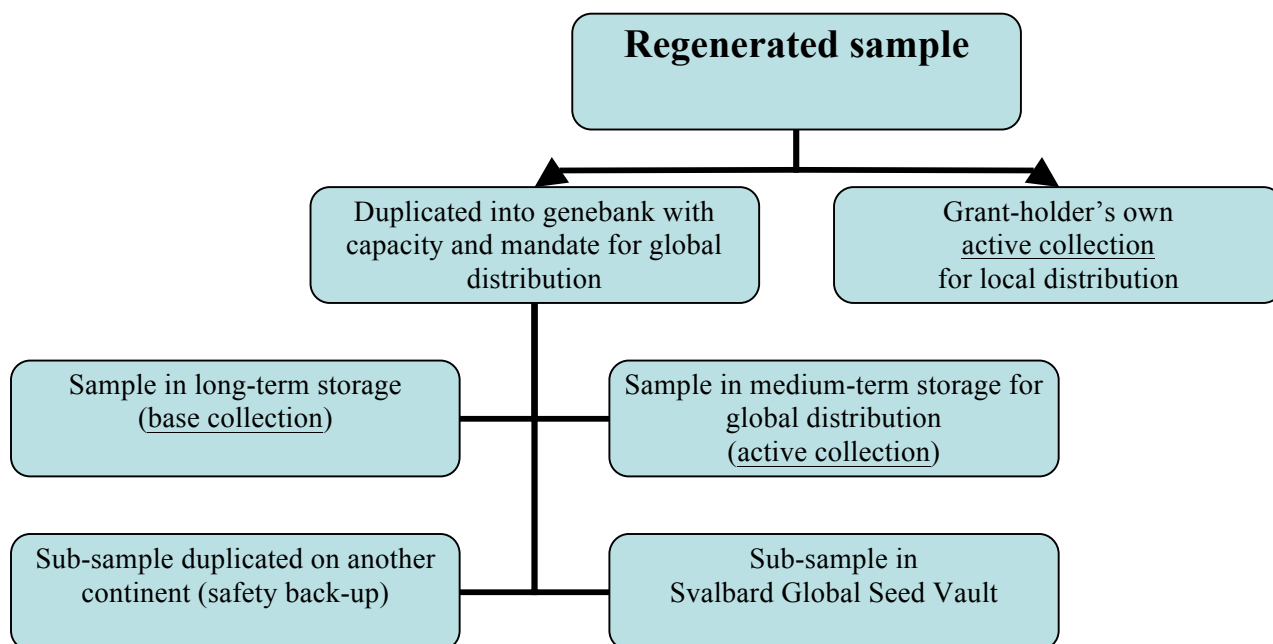 Regenerated sample
Duplicated into genebank with
capacity and mandate for global
distribution
Grant-holder’s own
active collection
for local distribution
Sample in long-term storage
(base collection)
Sample in medium-term storage for
global distribution
(active collection)
Sub-sample duplicated on another
continent (safety back-up)
Sub-sample in
Svalbard Global Seed Vault